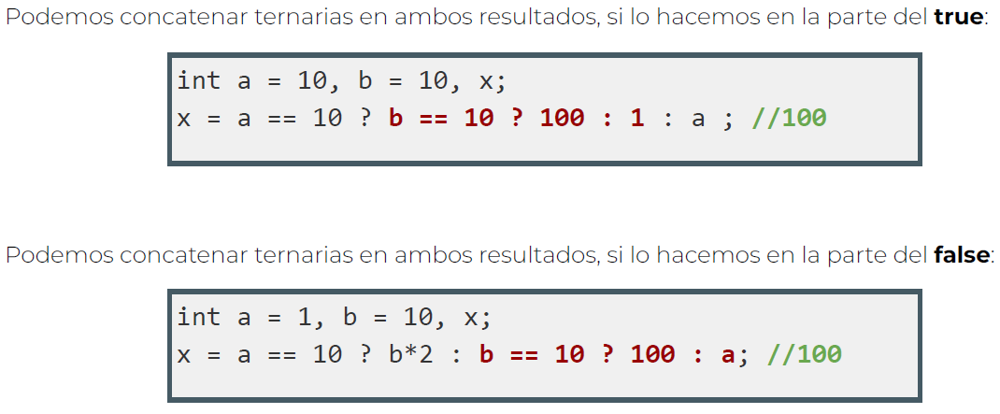 Podemos concatenar ternarias en ambos resultados, si lo hacemos en la parte del true:
int a = 10, b = 10, x;
x = a == 10 ? b == 10 ? 100 : 1 : a ; //100
Podemos concatenar ternarias en ambos resultados, si lo hacemos en la parte del false:
int a = 1, b = 10, x;
x = a == 10 ? b*2 : b == 10 ? 100 : a; //100